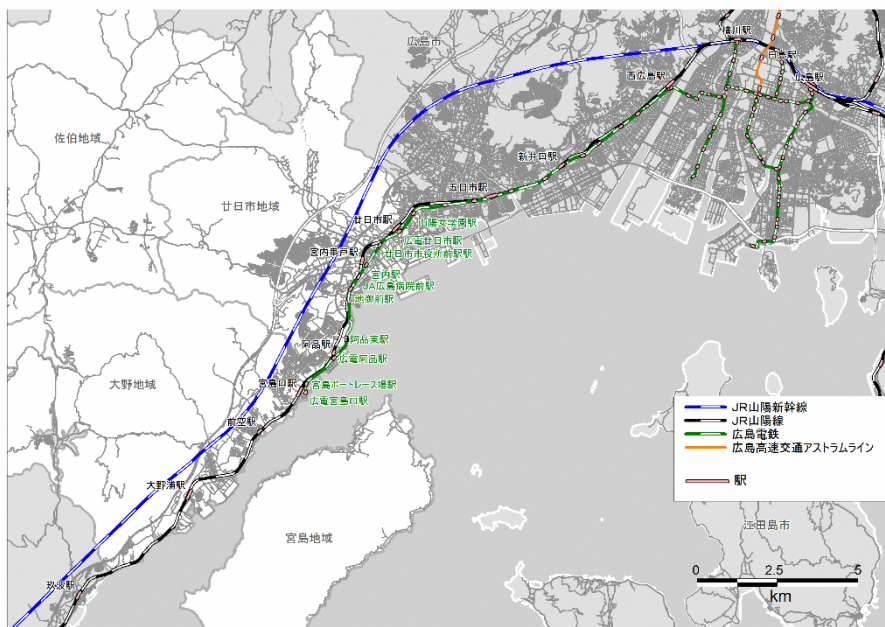 横川駅
広島市
白島駅
広島駅
西広島駅
佐伯地域
新井口駅
五日市駅
廿日市地域
廿日市駅
山陽女学園駅
広電廿日市駅
宮内串戸駅
廿日市市役所前駅駅
宮内駅
JA広島病院前駅
地御前駅
阿品駅
阿品東駅
広電阿品駅
大野地域
宮島口駅
宮島ボートレース場駅
広電宮島口駅
前空駅
JR山陽新幹線
JR山陽線
広島電鉄
広島高速交通アストラムライン
駅
大野浦駅
宮島地域
江田島市
玖波駅
0 2.5 5
km